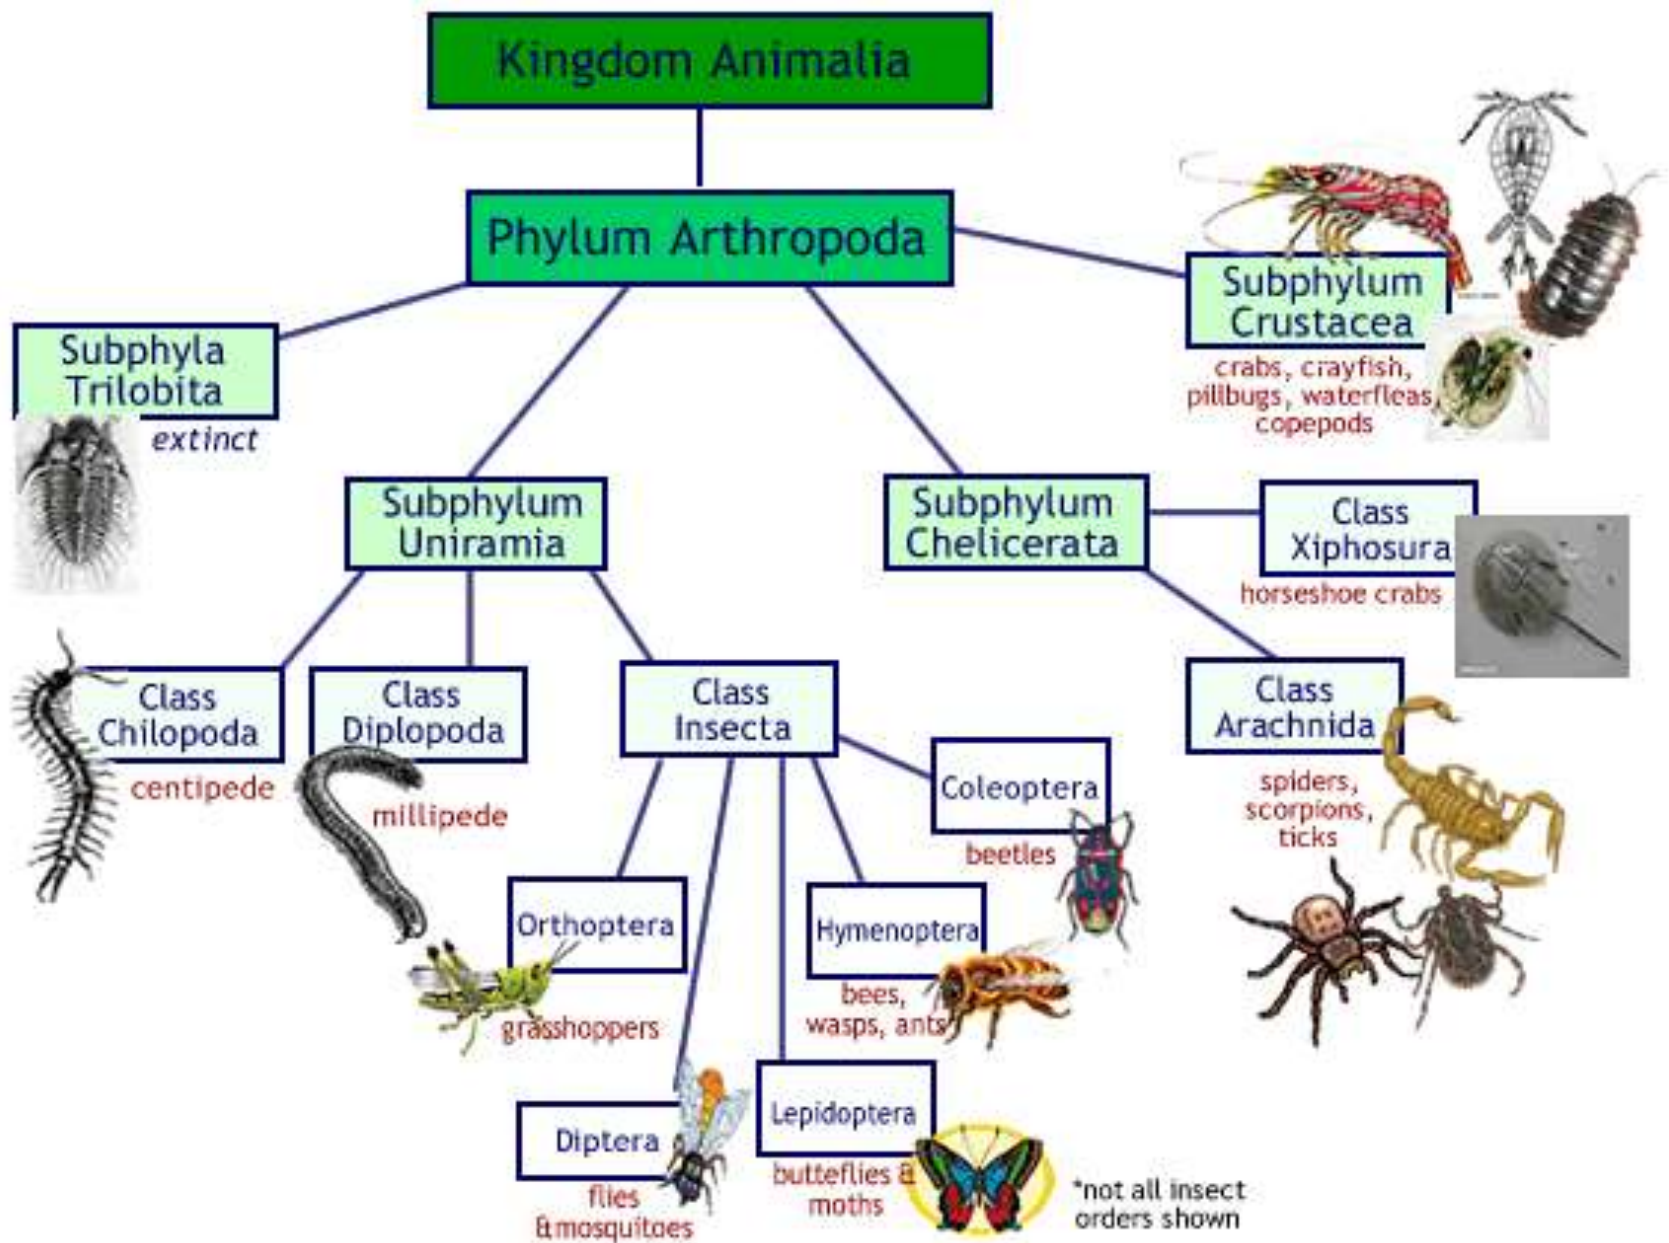 Kingdom Animalia
Phylum Arthropoda
Subphylum
Crustacea
crabs, crayfish,
pillbugs, waterfleas,
copepods
Subphyla
Trilobita
extinct
Subphylum
Uniramia
Subphylum
Chelicerata
Class
Xiphosura
horseshoe crabs
Class
Chilopoda
centipede
Class
Diplopoda
millipede
Class
Insecta
Class
Arachnida
spiders,
scorpions,
ticks
Coleoptera
beetles
Orthoptera
grasshoppers
Hymenoptera
bees,
wasps, ants
Diptera
flies
&mosquitoes
Lepidoptera
buteflies &
moths
*not all insect
orders shown